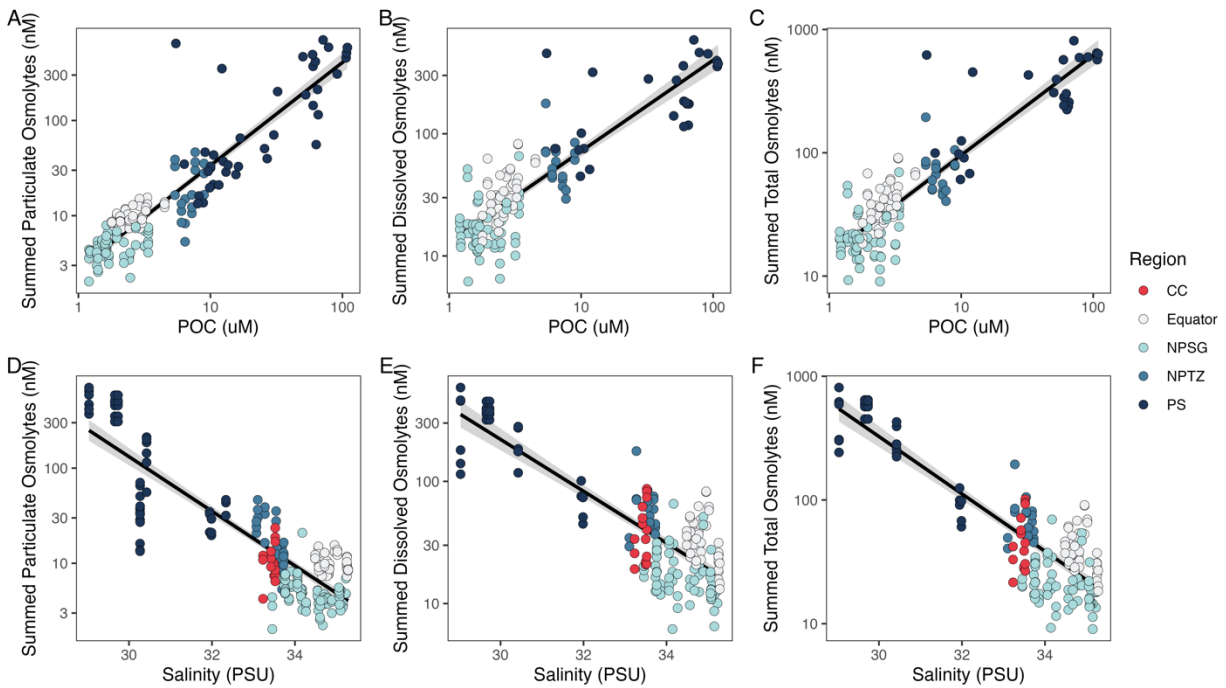 A
B
C
Summed Particulate Osmolytes (nM)
300
100
30
10
3
1
10
100
POC (uM)
Summed Dissolved Osmolytes (nM)
300
100
30
10
1
10
100
POC (uM)
Summed Total Osmolytes (nM)
1000
100
10
1
10
100
POC (uM)
Region
CC
Equator
NPSG
NPTZ
PS
D
E
F
Summed Particulate Osmolytes (nM)
300
100
30
10
3
30
32
34
Salinity (PSU)
Summed Dissolved Osmolytes (nM)
300
100
30
10
30
32
34
Salinity (PSU)
Summed Total Osmolytes (nM)
1000
100
10
30
32
34
Salinity (PSU)